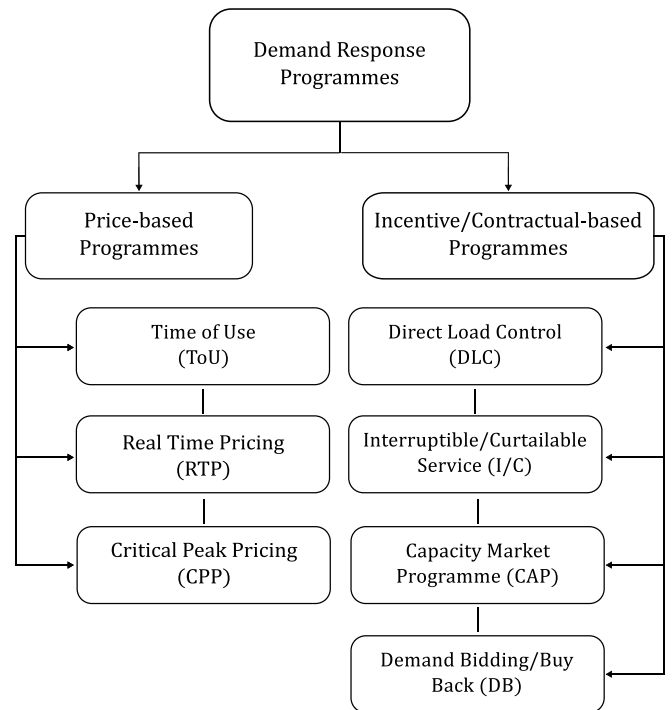 Demand Response
Programmes
Price-based
Programmes
Incentive/Contractual-based
Programmes
Time of Use
(ToU)
Direct Load Control
(DLC)
Real Time Pricing
(RTP)
Interruptible/Curtailable
Service (I/C)
Critical Peak Pricing
(CPP)
Capacity Market
Programme (CAP)
Demand Bidding/Buy
Back (DB)